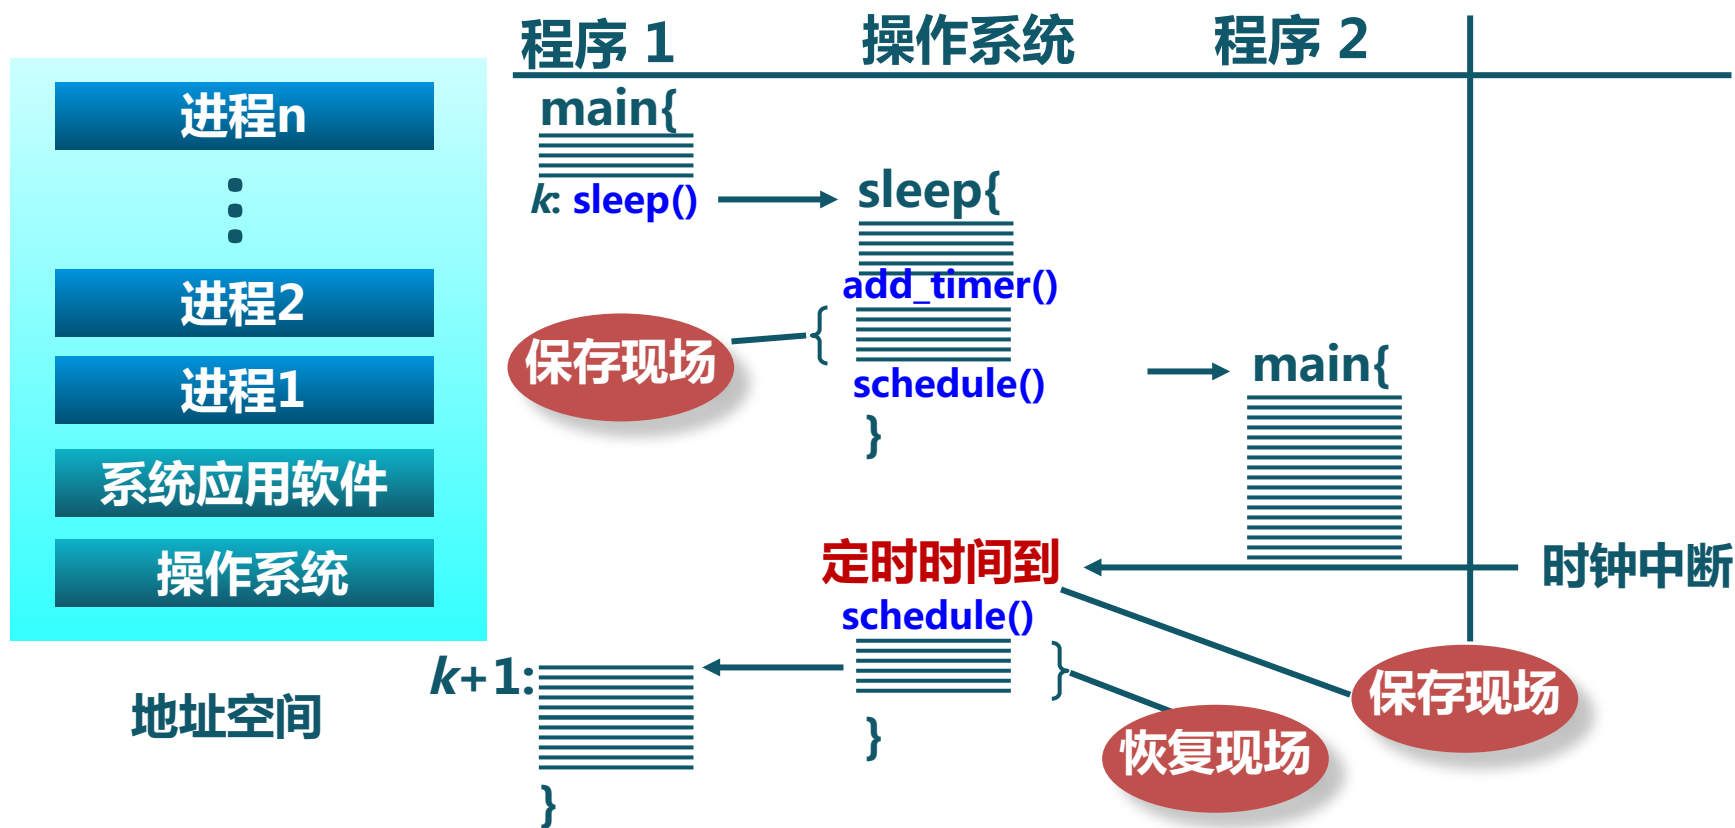 程序 1
操作系统
程序 2
进程n
进程2
进程1
系统应用软件
操作系统
地址空间
main{
k: sleep()
sleep{
add_timer()
保存现场
schedule()
}
main{
时钟中断
定时时间到
schedule()
保存现场
k+1:
恢复现场
}
}